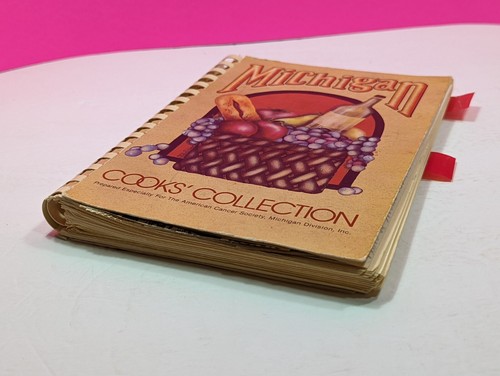 Michigan
COOKS' COLLECTION
Prepared Especially For The American Cancer Society, Michigan Division, Inc.